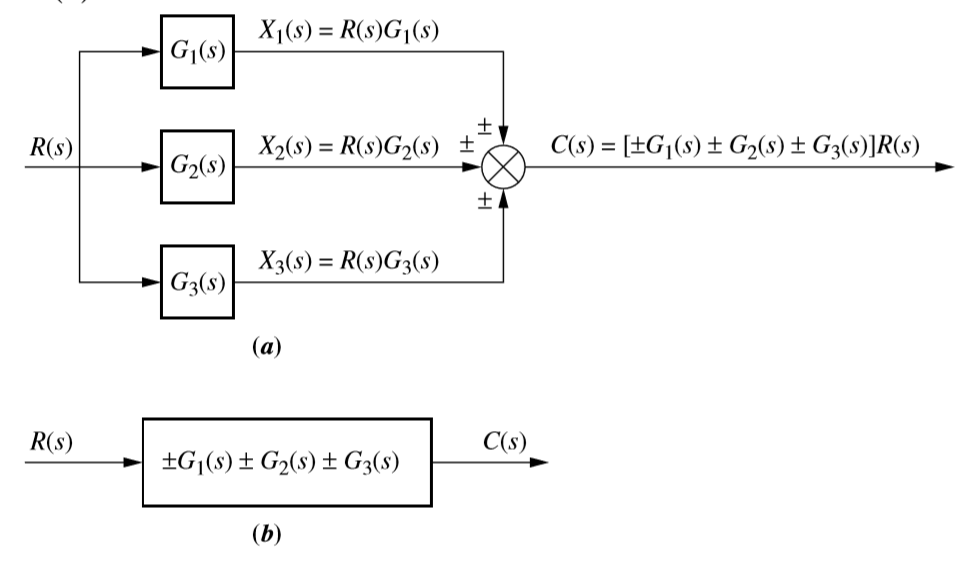 X₁(s) = R(s)G₁(s)
G₁(s)
±
R(s)
X₂(s) = R(s)G₂(s)
±
C(s) = [±G₁(s) ± G₂(s) ± G₃(s)]R(s)
G₂(s)
±
X₃(s) = R(s)G₃(s)
G₃(s)
(a)
R(s)
±G₁(s) ± G₂(s) ± G₃(s)
C(s)
(b)